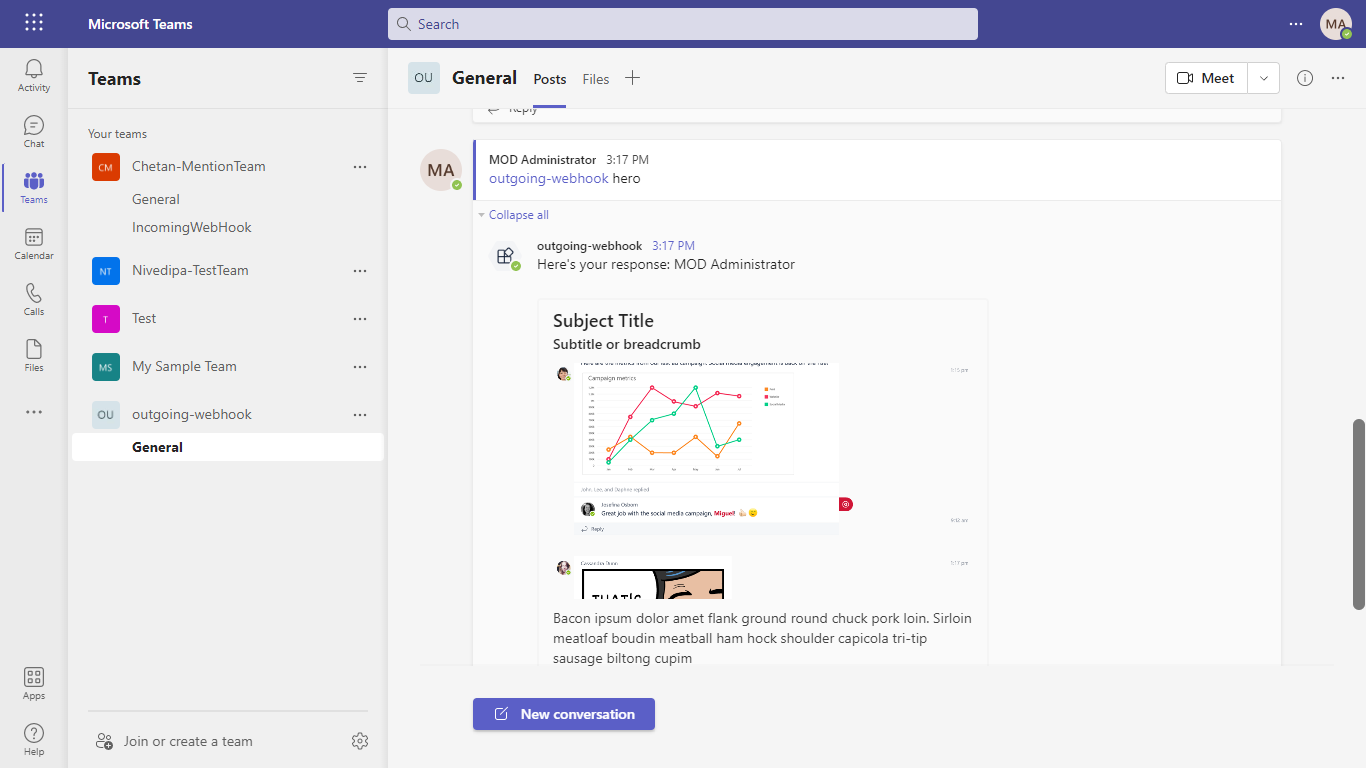 Microsoft Teams
Search
MA
Activity
Chat
Teams
Calendar
Calls
Files
Apps
Help
Teams
Your teams
CM Chetan-MentionTeam
General
IncomingWebHook
NT Nivedipa-TestTeam
T Test
MS My Sample Team
OU outgoing-webhook
General
Join or create a team
OU General Posts Files
Meet
Reply
MA
MOD Administrator 3:17 PM
outgoing-webhook hero
Collapse all
outgoing-webhook 3:17 PM
Here's your response: MOD Administrator
Subject Title
Subtitle or breadcrumb
Campaign metrics
John, Lee, and Daphne replied
Josefina Osborn
Great job with the social media campaign, Miguel!
Reply
Cassandra Dunn
THAT'S
Bacon ipsum dolor amet flank ground round chuck pork loin. Sirloin
meatloaf boudin meatball ham hock shoulder capicola tri-tip
sausage biltong cupim
New conversation